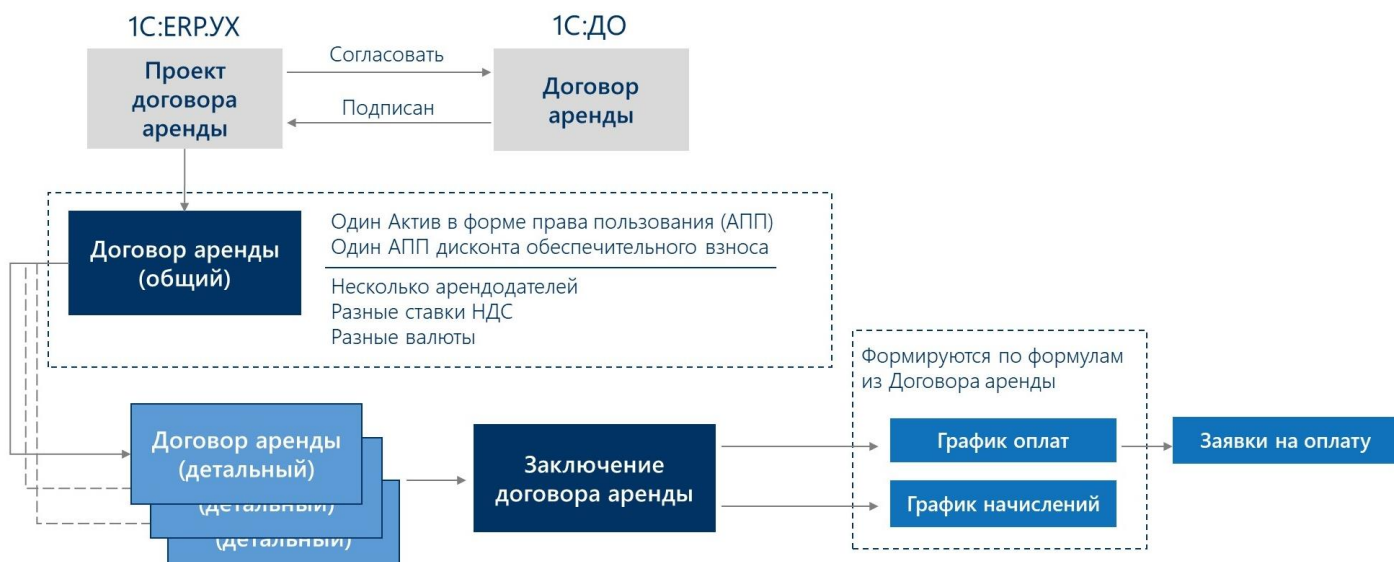 1С:ERP.УХ
1С:ДО
Проект
договора
аренды
Согласовать
Подписан
Договор
аренды
Договор аренды
(общий)
Один Актив в форме права пользования (АПП)
Один АПП дисконта обеспечительного взноса
Несколько арендодателей
Разные ставки НДС
Разные валюты
Формируются по формулам
из Договора аренды
Договор аренды
(детальный)
(детальный)
(детальный)
Заключение
договора аренды
График оплат
Заявки на оплату
График начислений